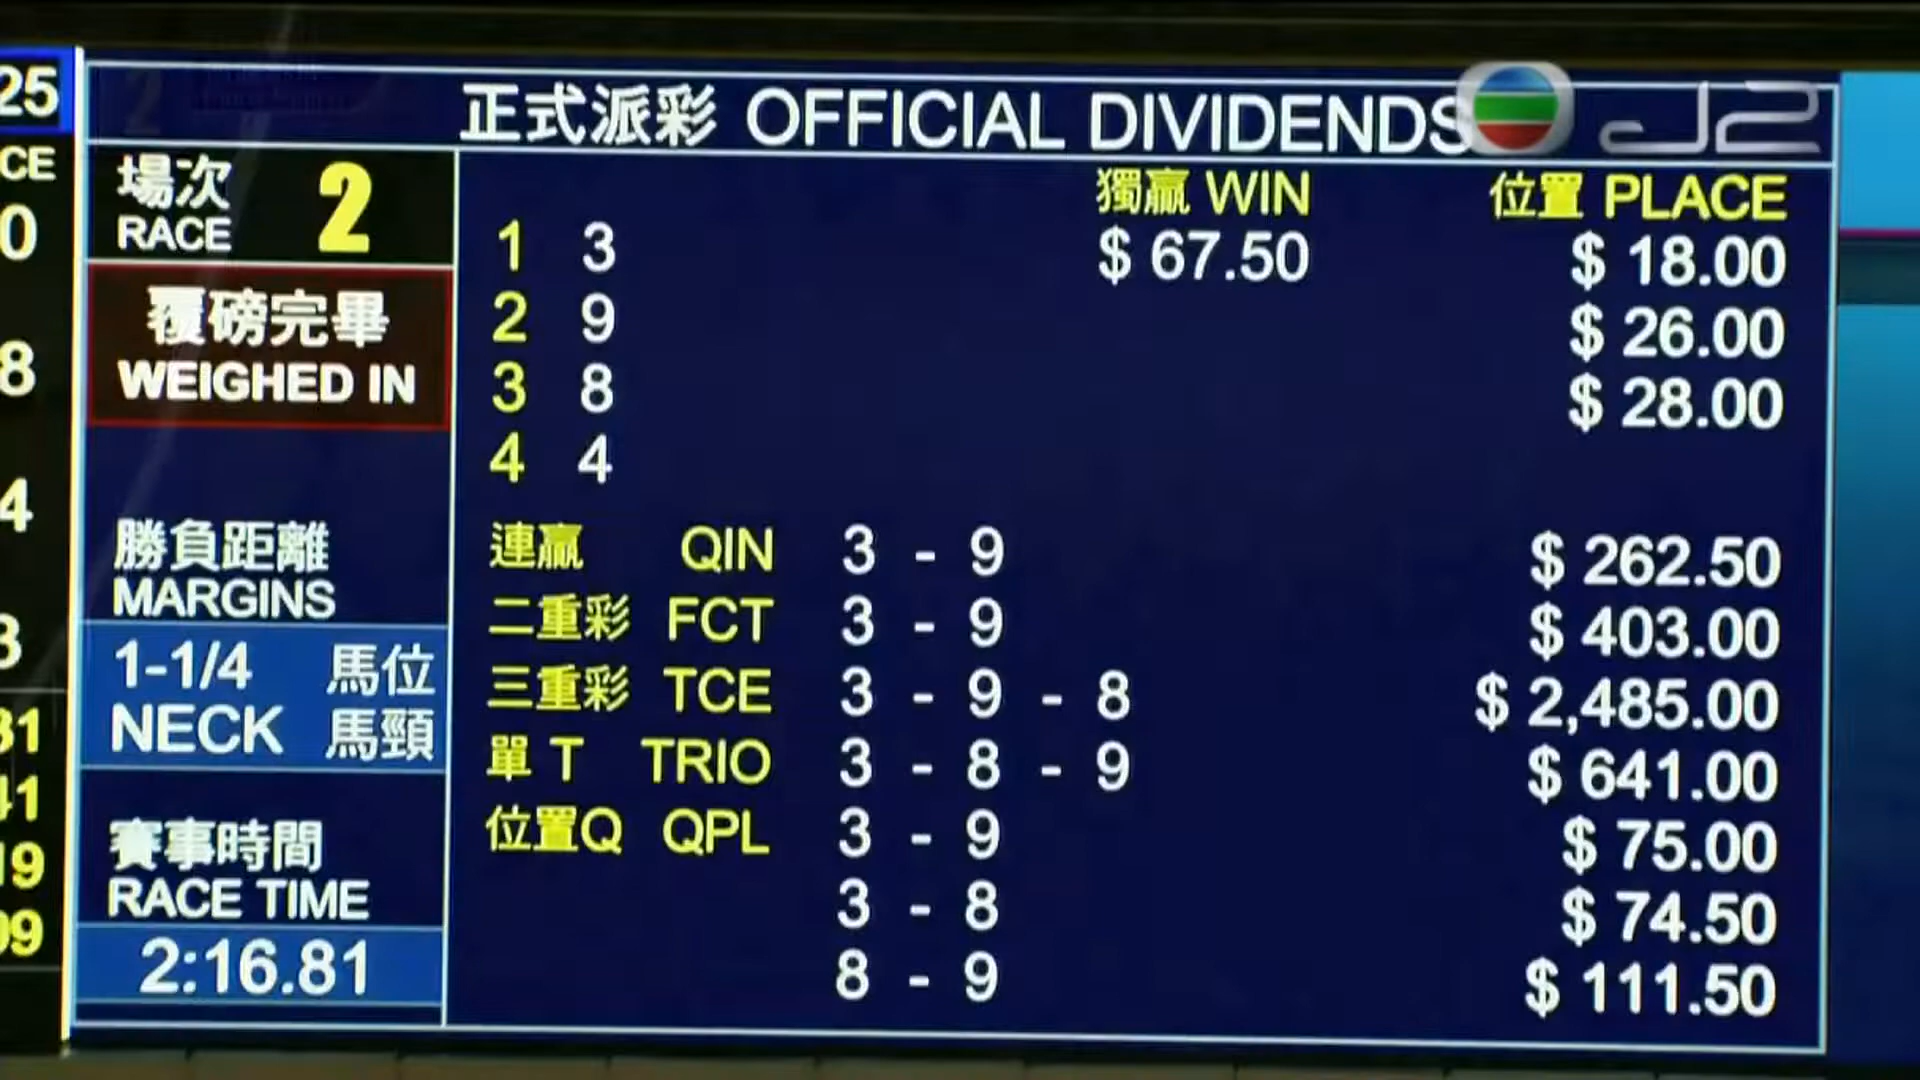 正式派彩 OFFICIAL DIVIDENDS
J2
25
CE
0
8
4
3
31
41
19
09
場次
RACE 2
覆磅完畢
WEIGHED IN
勝負距離
MARGINS
1-1/4 馬位
NECK 馬頸
賽事時間
RACE TIME
2:16.81
獨贏 WIN 位置 PLACE
1 3 $ 67.50 $ 18.00
2 9 $ 26.00
3 8 $ 28.00
4 4
連贏 QIN 3 - 9 $ 262.50
二重彩 FCT 3 - 9 $ 403.00
三重彩 TCE 3 - 9 - 8 $ 2,485.00
單 T TRIO 3 - 8 - 9 $ 641.00
位置Q QPL 3 - 9 $ 75.00
3 - 8 $ 74.50
8 - 9 $ 111.50